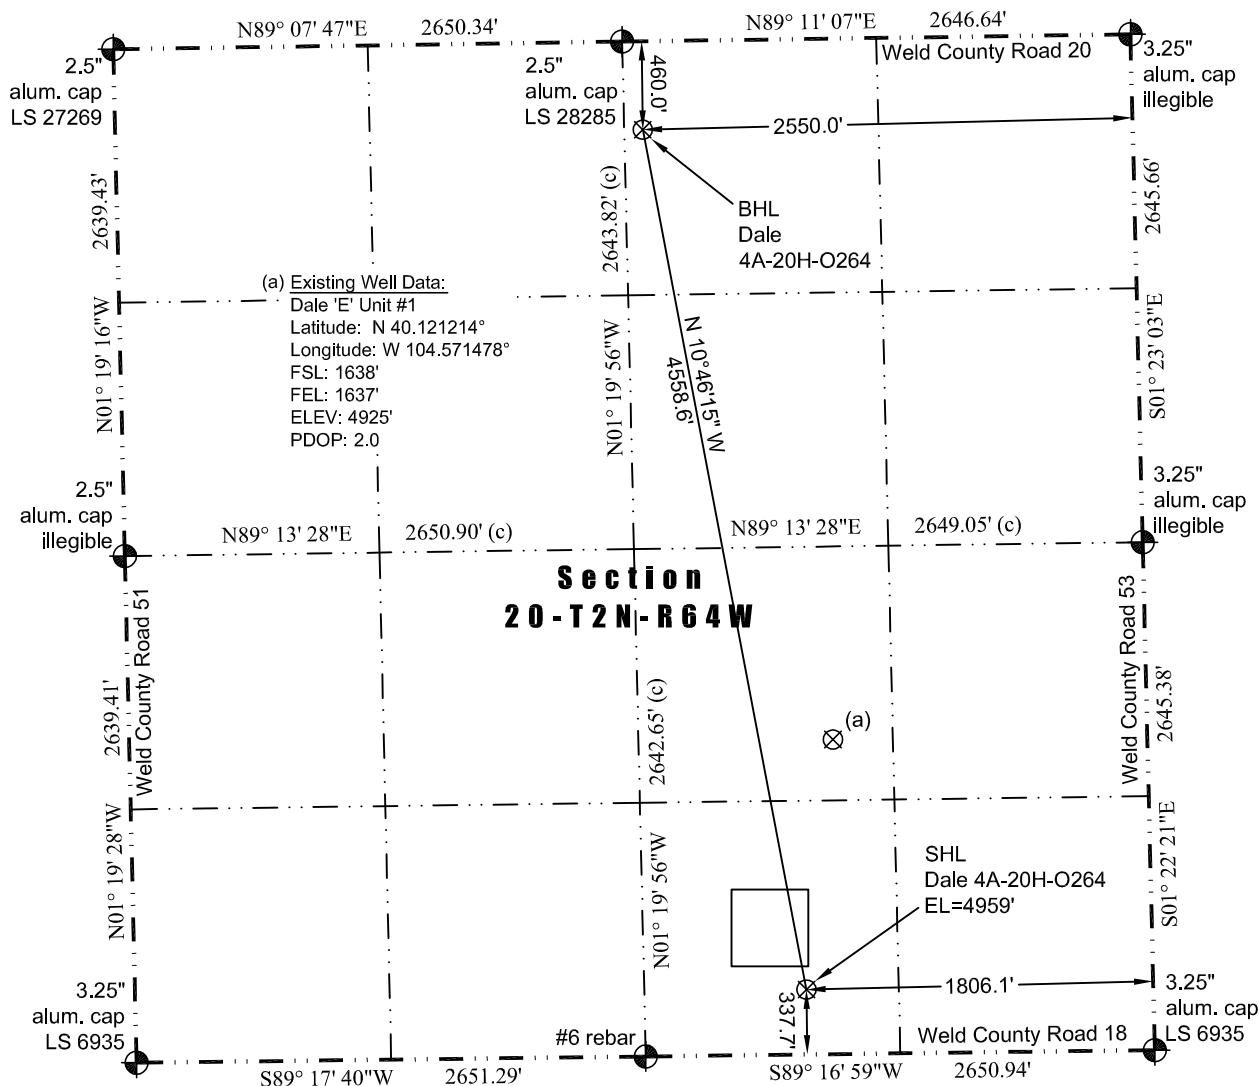 N89° 07' 47"E 2650.34' N89° 11' 07"E 2646.64'
Weld County Road 20
2.5"
alum. cap
LS 27269
2.5"
alum. cap
LS 28285
3.25"
alum. cap
illegible
460.0'
2550.0'
2639.43'
2643.82' (c)
2645.66'
BHL
Dale
4A-20H-O264
(a) Existing Well Data:
Dale 'E' Unit #1
Latitude: N 40.121214°
Longitude: W 104.571478°
FSL: 1638'
FEL: 1637'
ELEV: 4925'
PDOP: 2.0
N01° 19' 16"W
N01° 19' 56"W
N 10°46'15" W
4558.6'
S01° 23' 03"E
2.5"
alum. cap
illegible
3.25"
alum. cap
illegible
N89° 13' 28"E 2650.90' (c) N89° 13' 28"E 2649.05' (c)
Section
20-T2N-R64W
Weld County Road 51
Weld County Road 53
2639.41'
2642.65' (c)
2645.38'
(a)
N01° 19' 28"W
N01° 19' 56"W
S01° 22' 21"E
SHL
Dale 4A-20H-O264
EL=4959'
1806.1'
337.7'
3.25"
alum. cap
LS 6935
#6 rebar
Weld County Road 18
3.25"
alum. cap
LS 6935
S89° 17' 40"W 2651.29' S89° 16' 59"W 2650.94'